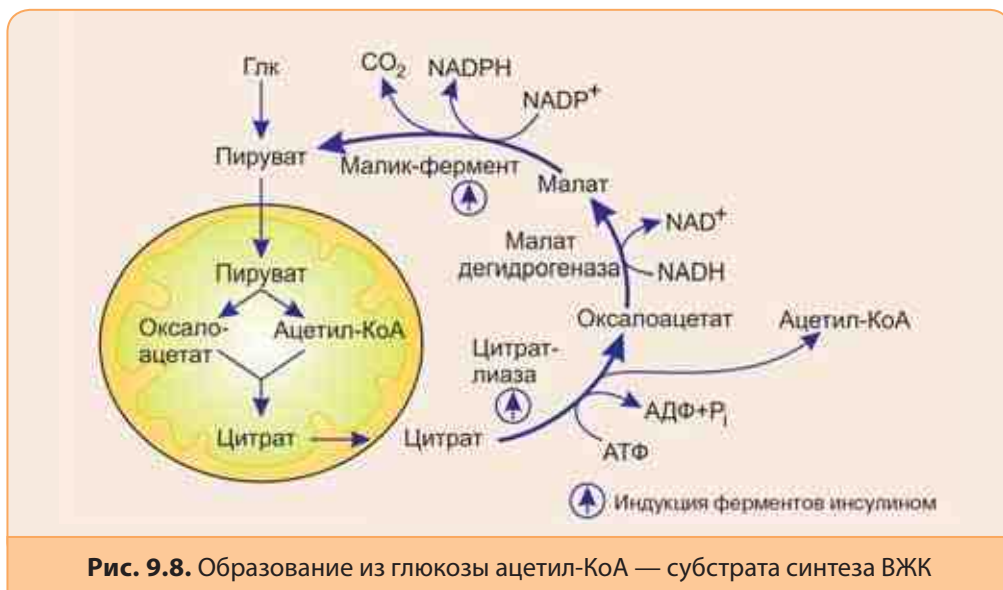 Глк
CO2 NADPH
NADP+
Пируват
Малик-фермент
Малат
NAD+
Малат
дегидрогеназа
NADH
Пируват
Оксало-
ацетат
Ацетил-КоА
Оксалоацетат
Ацетил-КоА
Цитрат-
лиаза
АДФ+Pi
Цитрат
Цитрат
АТФ
Индукция ферментов инсулином
Рис. 9.8. Образование из глюкозы ацетил-КоА — субстрата синтеза ВЖК